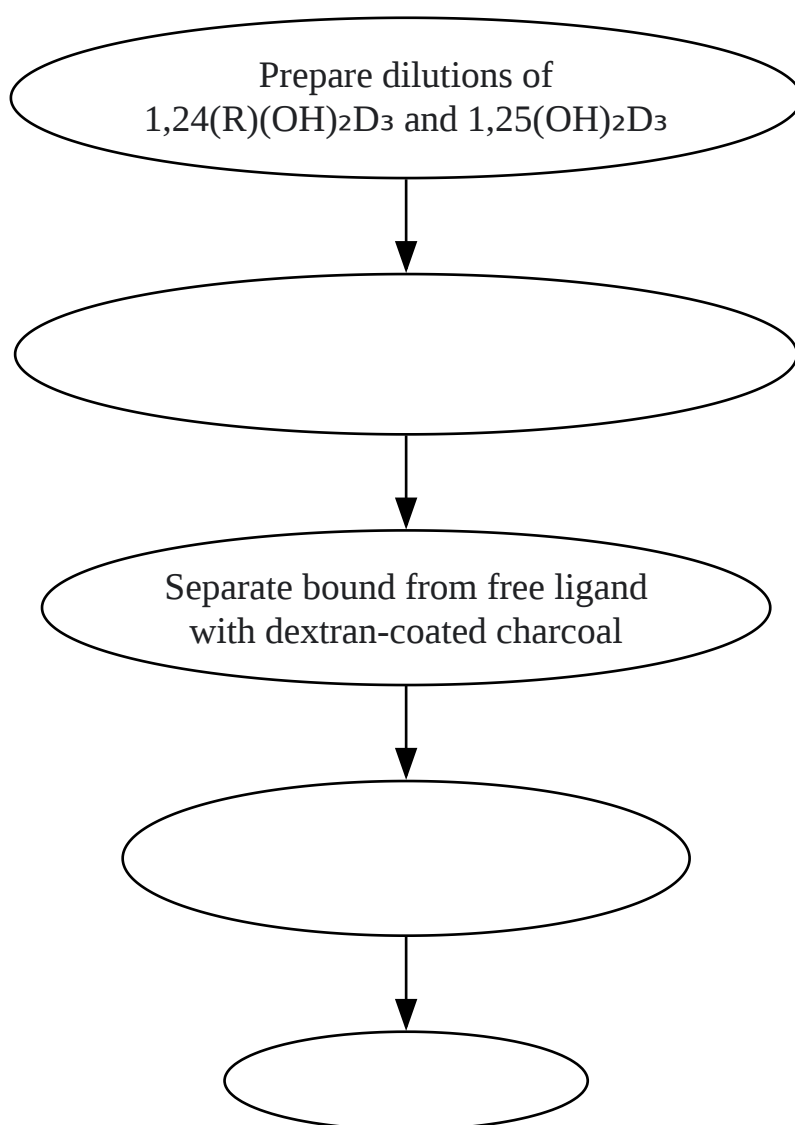 Prepare dilutions of
1,24(R)(OH)₂D₃ and 1,25(OH)₂D₃
Separate bound from free ligand
with dextran-coated charcoal